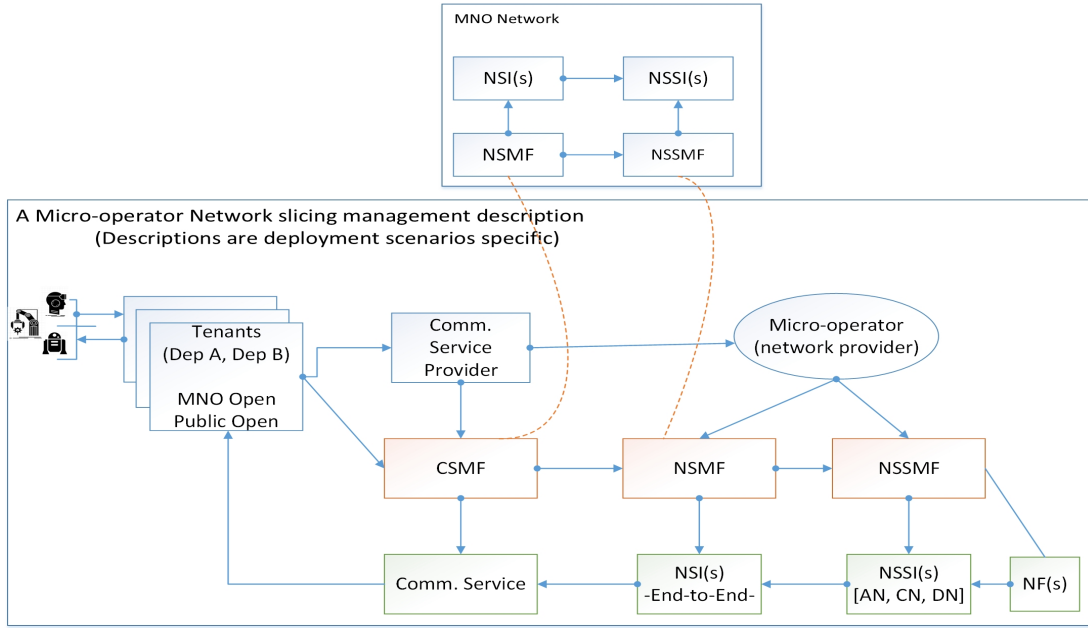 MNO Network
NSI(s)
NSSI(s)
NSMF
NSSMF
A Micro-operator Network slicing management description
(Descriptions are deployment scenarios specific)
Tenants
(Dep A, Dep B)
MNO Open
Public Open
Comm.
Service
Provider
Micro-operator
(network provider)
CSMF
NSMF
NSSMF
Comm. Service
NSI(s)
-End-to-End-
NSSI(s)
[AN, CN, DN]
NF(s)